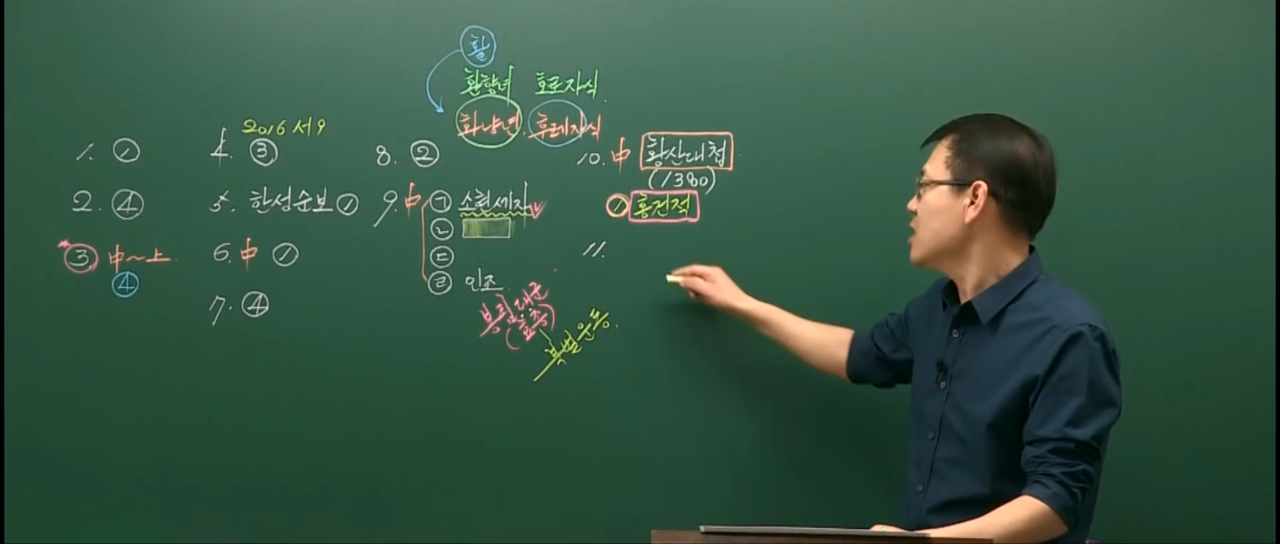 활
환향녀 호로자식
화냥년 후레자식
1. ①
2. ④
* ③ 中~上
④
2016 서9
4. ③
5. 한성순보 ①
6. 中 ①
7. ④
8. ②
9. 中 ㉠ 소현세자
㉡
㉢
㉣ 인조
봉림대군
(효종)
북벌운동.
10. 中 황산대첩
(1380)
① 홍건적
11.